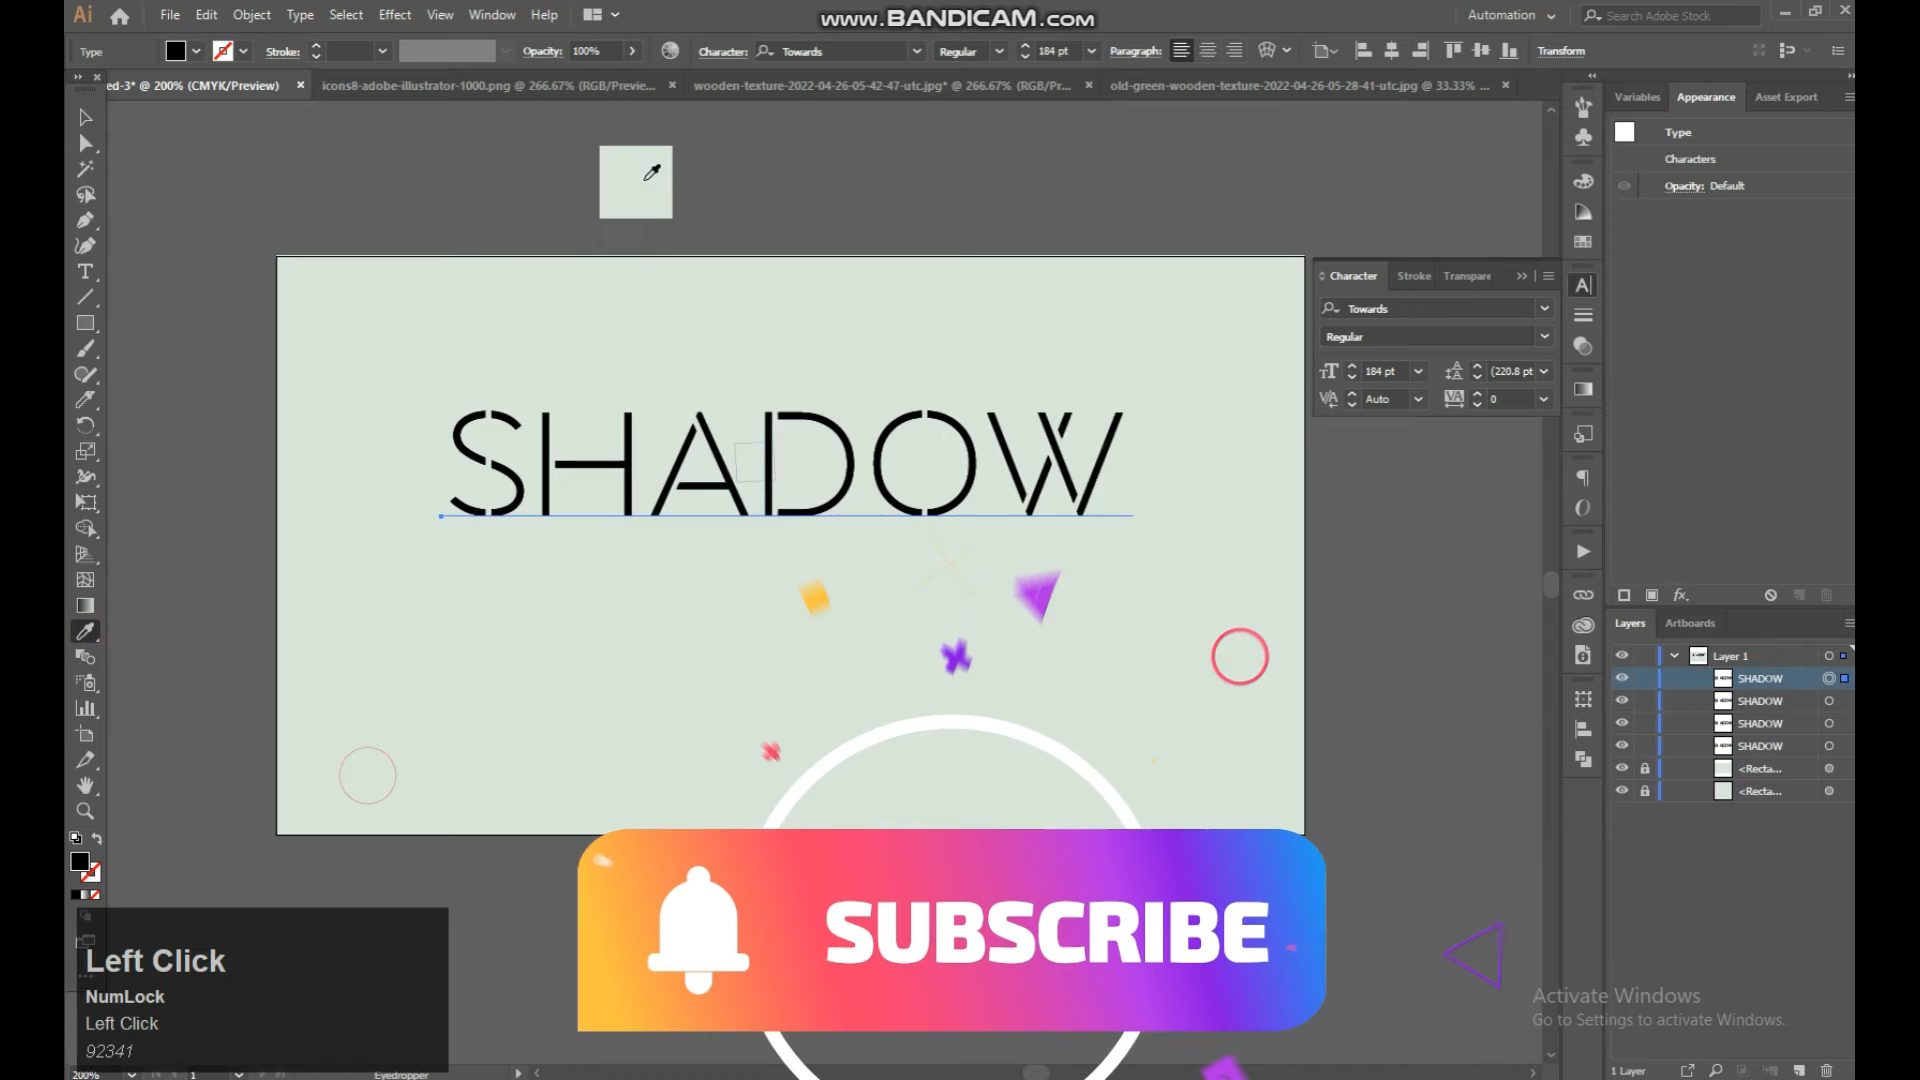 Ai File Edit Object Type Select Effect View Window Help
www.BANDICAM.com
Automation
Search Adobe Stock
Type Stroke: Opacity: 100% Character: Towards Regular 184 pt Paragraph: Transform
ed-3* @ 200% (CMYK/Preview) icons8-adobe-illustrator-1000.png @ 266.67% (RGB/Previe... wooden-texture-2022-04-26-05-42-47-utc.jpg* @ 266.67% (RGB/Pr... old-green-wooden-texture-2022-04-26-05-28-41-utc.jpg @ 33.33% ...
Variables Appearance Asset Export
Type
Characters
Opacity: Default
Character Stroke Transpare
Towards
Regular
184 pt (220.8 pt
Auto 0
SHADOW
Layers Artboards
Layer 1
SHADOW
SHADOW
SHADOW
SHADOW
<Recta...
<Recta...
SUBSCRIBE
Left Click
NumLock
Left Click
92341
Activate Windows
Go to Settings to activate Windows.
200% 1 Eyedropper
1 Layer